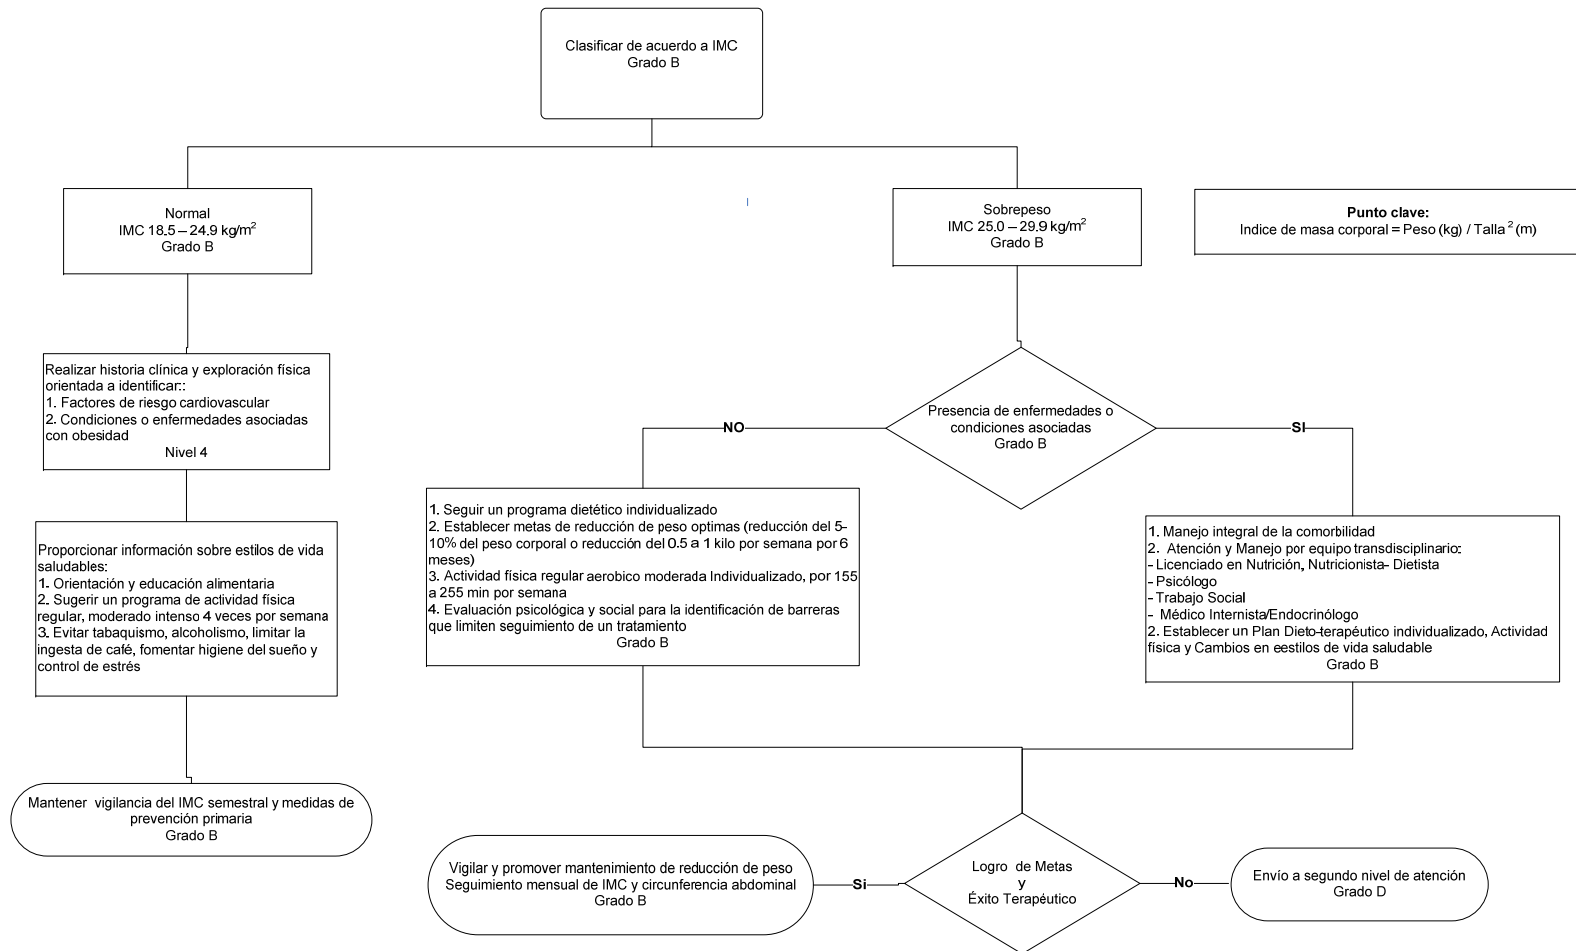 Clasificar de acuerdo a IMC
Grado B
Normal
IMC 18.5 – 24.9 kg/m²
Grado B
Sobrepeso
IMC 25.0 – 29.9 kg/m²
Grado B
Punto clave:
Indice de masa corporal = Peso (kg) / Talla ² (m)
Realizar historia clínica y exploración física
orientada a identificar::
1. Factores de riesgo cardiovascular
2. Condiciones o enfermedades asociadas
con obesidad
Nivel 4
Presencia de enfermedades o
condiciones asociadas
Grado B
NO
SI
1. Seguir un programa dietético individualizado
2. Establecer metas de reducción de peso optimas (reducción del 5-
10% del peso corporal o reducción del 0.5 a 1 kilo por semana por 6
meses)
3. Actividad física regular aerobico moderada Individualizado, por 155
a 255 min por semana
4. Evaluación psicológica y social para la identificación de barreras
que limiten seguimiento de un tratamiento
Grado B
1. Manejo integral de la comorbilidad
2. Atención y Manejo por equipo transdisciplinario:
- Licenciado en Nutrición, Nutricionista- Dietista
- Psicólogo
- Trabajo Social
- Médico Internista/Endocrinólogo
2. Establecer un Plan Dieto-terapéutico individualizado, Actividad
física y Cambios en eestilos de vida saludable
Grado B
Proporcionar información sobre estilos de vida
saludables:
1. Orientación y educación alimentaria
2. Sugerir un programa de actividad física
regular, moderado intenso 4 veces por semana
3. Evitar tabaquismo, alcoholismo, limitar la
ingesta de café, fomentar higiene del sueño y
control de estrés
Mantener vigilancia del IMC semestral y medidas de
prevención primaria
Grado B
Vigilar y promover mantenimiento de reducción de peso
Seguimiento mensual de IMC y circunferencia abdominal
Grado B
Si
Logro de Metas
y
Éxito Terapéutico
No
Envío a segundo nivel de atención
Grado D